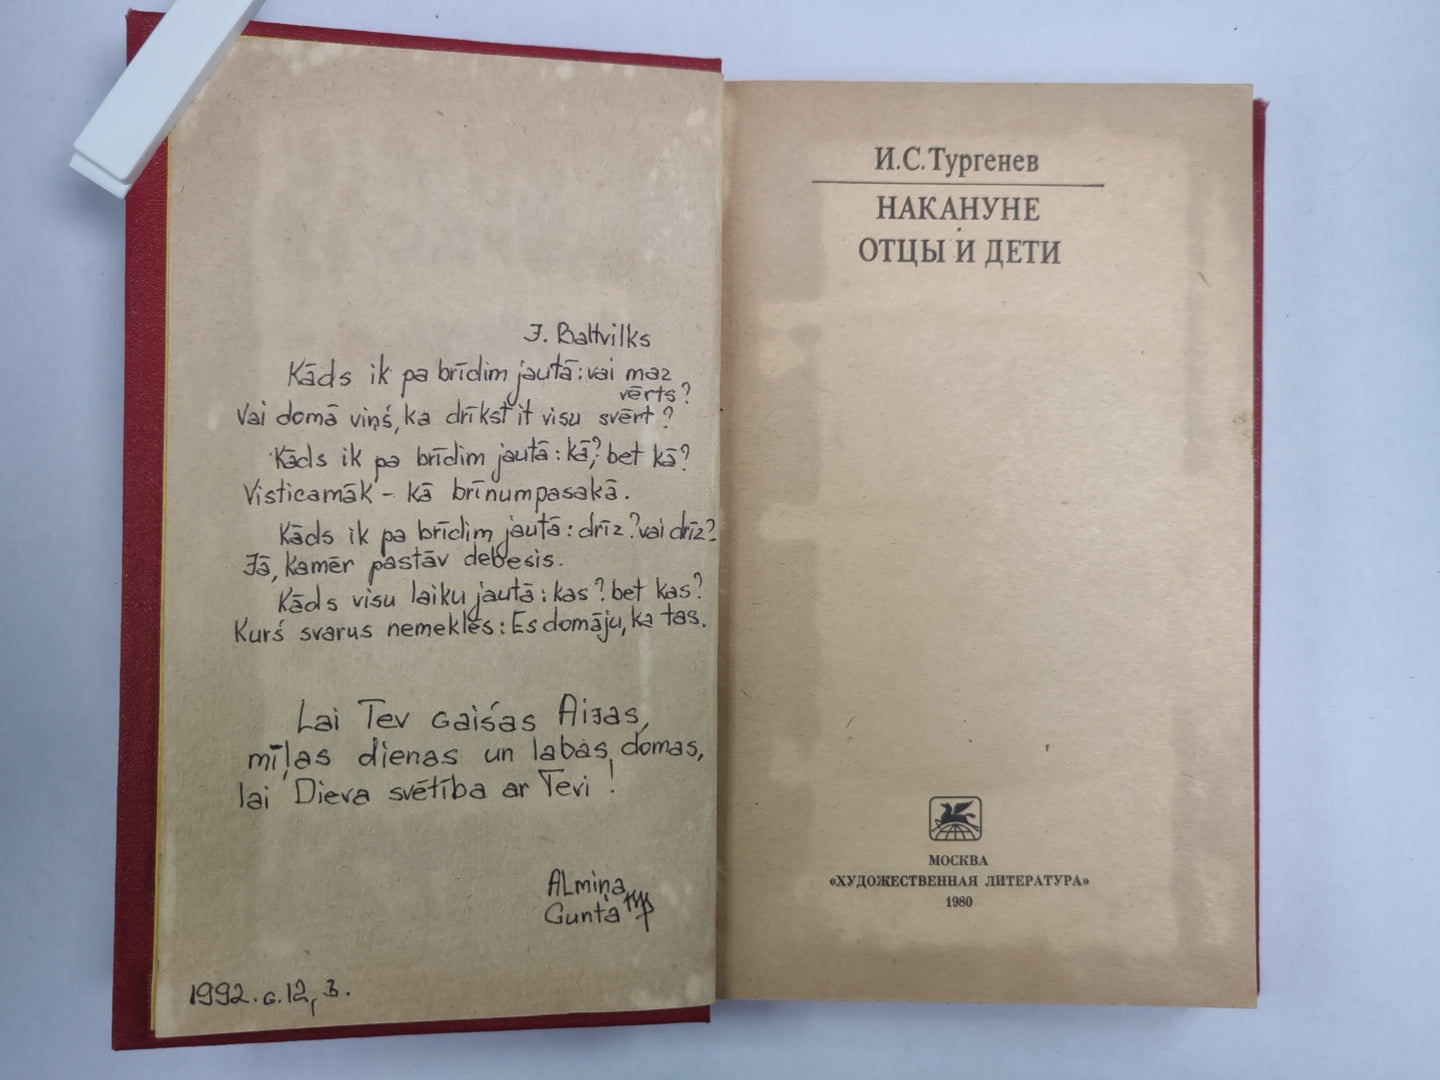 J. Baltvilks
Kāds ik pa brīdim jautā: vai maz
vērts?
Vai domā viņš, ka drīkst it visu svērt?
Kāds ik pa brīdim jautā: kā? bet kā?
Visticamāk - kā brīnumpasakā.
Kāds ik pa brīdim jautā: drīz? vai drīz?
Jā, kamēr pastāv debesis.
Kāds visu laiku jautā: kas? bet kas?
Kurš svarus nemeklēs: Es domāju, ka tas.
Lai Tev gaišas Aijas,
mīļas dienas un labas domas,
lai Dieva svētība ar Tevi!
ALmiņa
Gunta
1992.g.12.3.
И.С.Тургенев
НАКАНУНЕ
ОТЦЫ И ДЕТИ
МОСКВА
«ХУДОЖЕСТВЕННАЯ ЛИТЕРАТУРА»
1980